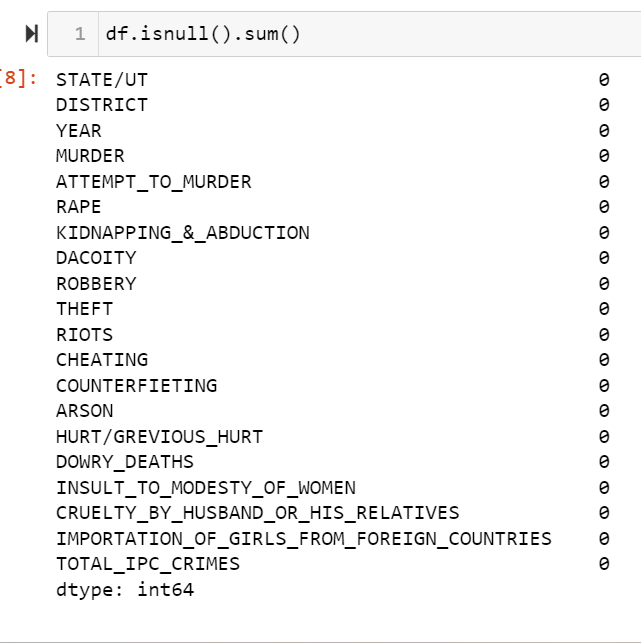 1 df.isnull().sum()
[8]: STATE/UT 0
DISTRICT 0
YEAR 0
MURDER 0
ATTEMPT_TO_MURDER 0
RAPE 0
KIDNAPPING_&_ABDUCTION 0
DACOITY 0
ROBBERY 0
THEFT 0
RIOTS 0
CHEATING 0
COUNTERFIETING 0
ARSON 0
HURT/GREVIOUS_HURT 0
DOWRY_DEATHS 0
INSULT_TO_MODESTY_OF_WOMEN 0
CRUELTY_BY_HUSBAND_OR_HIS_RELATIVES 0
IMPORTATION_OF_GIRLS_FROM_FOREIGN_COUNTRIES 0
TOTAL_IPC_CRIMES 0
dtype: int64